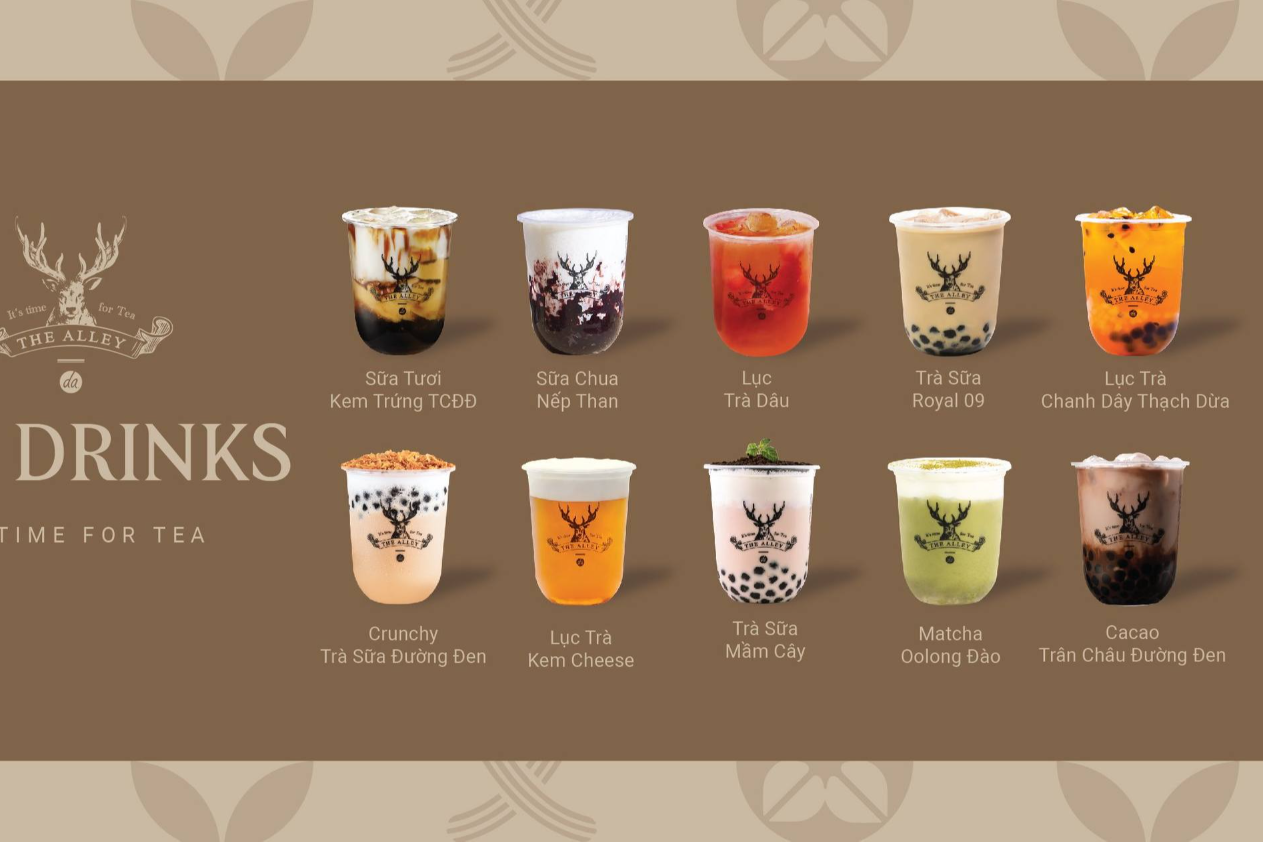 It's time for Tea
THE ALLEY
da
DRINKS
TIME FOR TEA
Sữa Tươi
Kem Trứng TCĐĐ
Sữa Chua
Nếp Than
Lục
Trà Dâu
Trà Sữa
Royal 09
Lục Trà
Chanh Dây Thạch Dừa
Crunchy
Trà Sữa Đường Đen
Lục Trà
Kem Cheese
Trà Sữa
Mầm Cây
Matcha
Oolong Đào
Cacao
Trân Châu Đường Đen